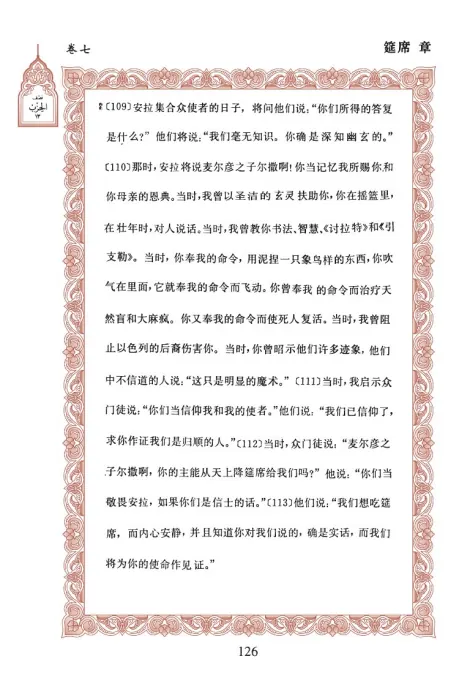 卷七
筵席 章
نصف
الحزب
١٣
(109)安拉集合众使者的日子，将问他们说:“你们所得的答复
是什么?”他们将说:“我们毫无知识。你确是深知幽玄的。”
(110)那时,安拉将说麦尔彦之子尔撒啊!你当记忆我所赐你和
你母亲的恩典。当时,我曾以圣洁的玄灵扶助你，你在摇篮里，
在壮年时,对人说话。当时,我曾教你书法、智慧、《讨拉特》和《引
支勒》。当时，你奉我的命令，用泥捏一只象鸟样的东西,你吹
气在里面,它就奉我的命令而飞动。你曾奉我的命令而治疗天
然盲和大麻疯。你又奉我的命令而使死人复活。当时,我曾阻
止以色列的后裔伤害你。当时,你曾昭示他们许多迹象，他们
中不信道的人说:“这只是明显的魔术。”(111)当时,我启示众
门徒说:“你们当信仰我和我的使者。”他们说:“我们已信仰了，
求你作证我们是归顺的人。”(112)当时,众门徒说:“麦尔彦之
子尔撒啊,你的主能从天上降筵席给我们吗?”他说:“你们当
敬畏安拉,如果你们是信士的话。”(113)他们说:“我们想吃筵
席，而内心安静，并且知道你对我们说的，确是实话，而我们
将为你的使命作见证。”
126